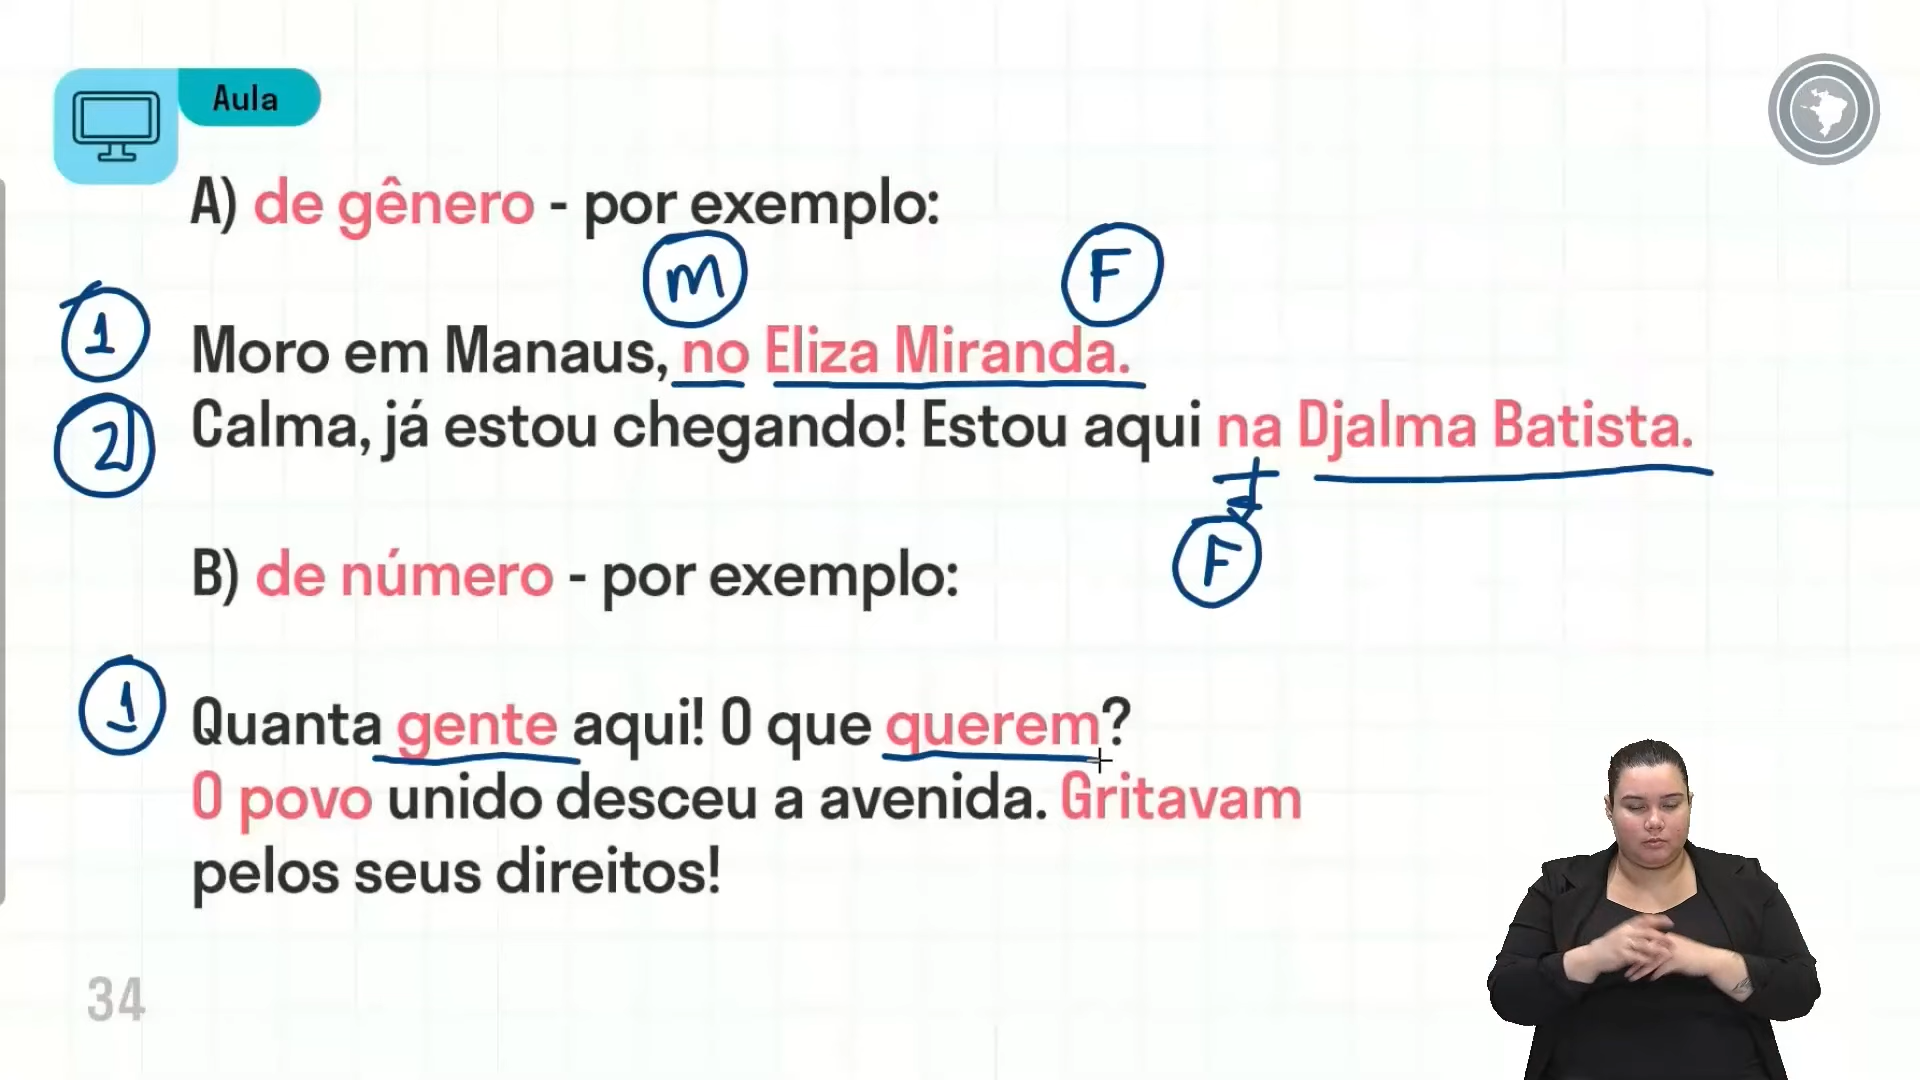 Aula
A) de gênero - por exemplo:
M F
1 Moro em Manaus, no Eliza Miranda.
2 Calma, já estou chegando! Estou aqui na Djalma Batista.
F
B) de número - por exemplo:
1 Quanta gente aqui! O que querem?
O povo unido desceu a avenida. Gritavam
pelos seus direitos!
34